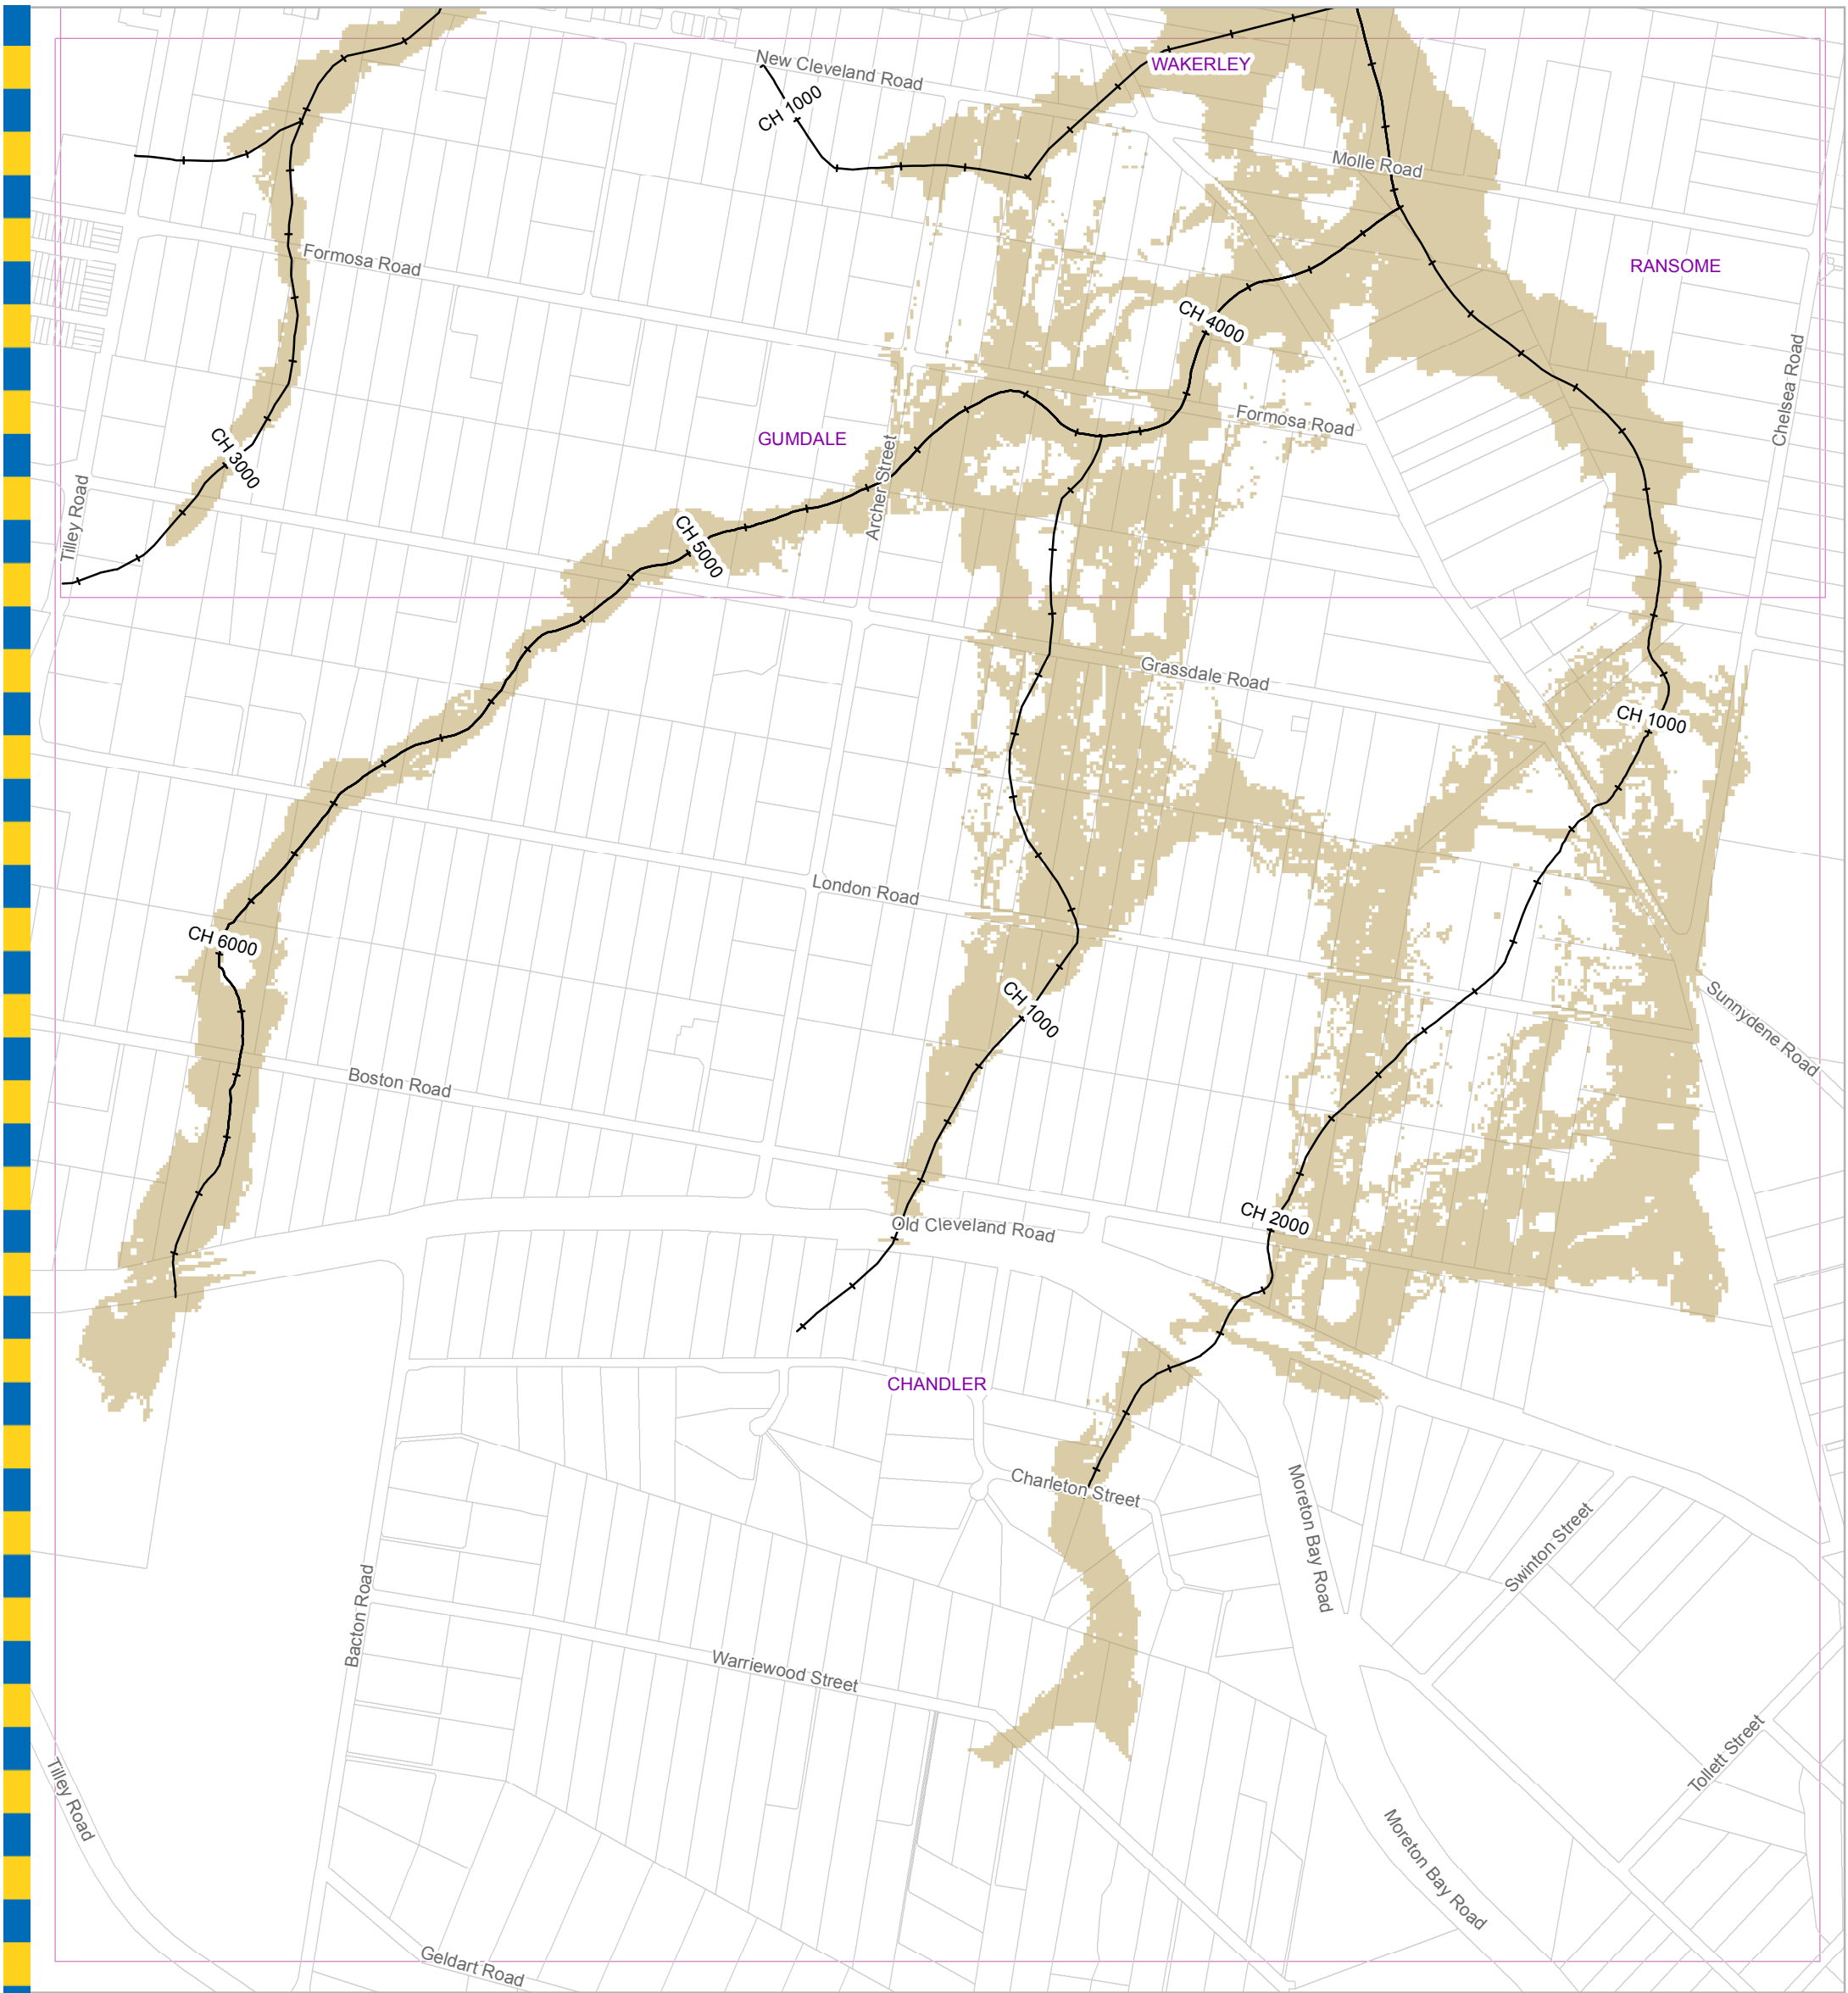 New Cleveland Road
WAKERLEY
CH 1000
Molle Road
Formosa Road
RANSOME
CH 4000
Chelsea Road
Formosa Road
GUMDALE
Archer Street
CH 3000
Tilley Road
CH 5000
Grassdale Road
CH 1000
London Road
CH 6000
CH 1000
Sunnydene Road
Boston Road
CH 2000
Old Cleveland Road
CHANDLER
Charleton Street
Moreton Bay Road
Swinton Street
Bacton Road
Warriewood Street
Tollett Street
Tilley Road
Moreton Bay Road
Geldart Road